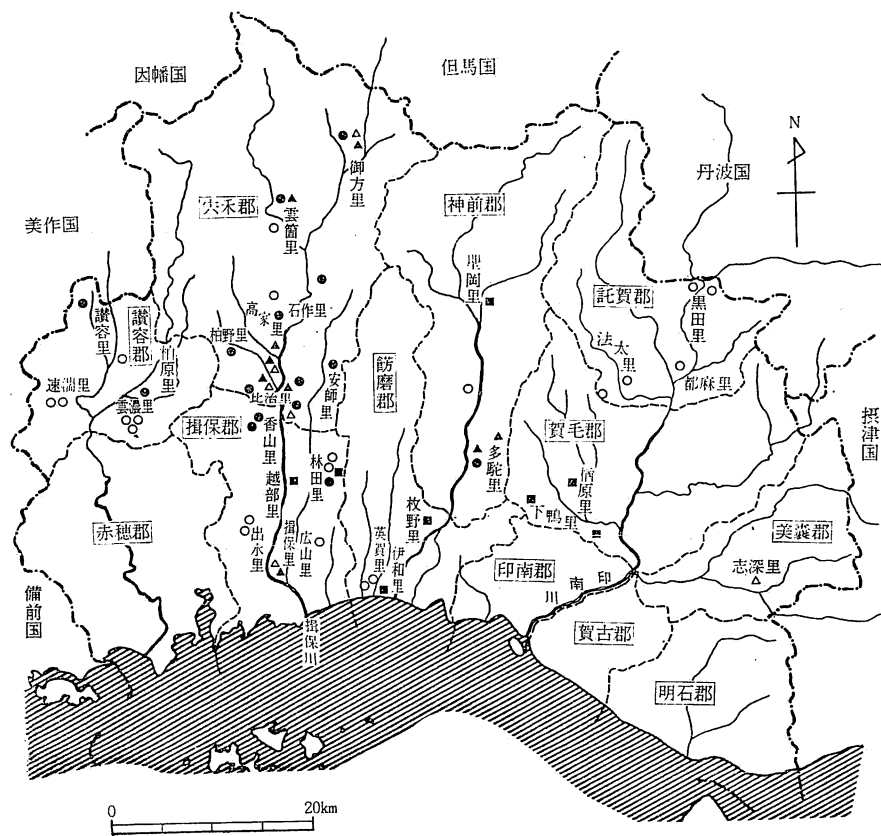 因幡国
但馬国
N
丹波国
美作国
宍禾郡
御方里
雲箇里
神前郡
堲岡里
託賀郡
黒田里
讃容里
讃容郡
柏原里
高家里
石作里
柏野里
法太里
都麻里
速湍里
雲濃里
安師里
比治里
餝磨郡
揖保郡
香山里
賀毛郡
摂津国
林田里
多駝里
楢原里
越部里
枚野里
下鴨里
美嚢郡
赤穂郡
出水里
揖保里
広山里
英賀里
伊和里
印南郡
志深里
備前国
印南川
賀古郡
揖保川
明石郡
0
20km